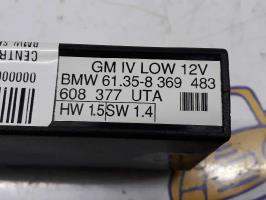 GM IV LOW 12V
BMW 61.35-8 369 483
608 377 UTA
HW 1.5 SW 1.4
CENTR